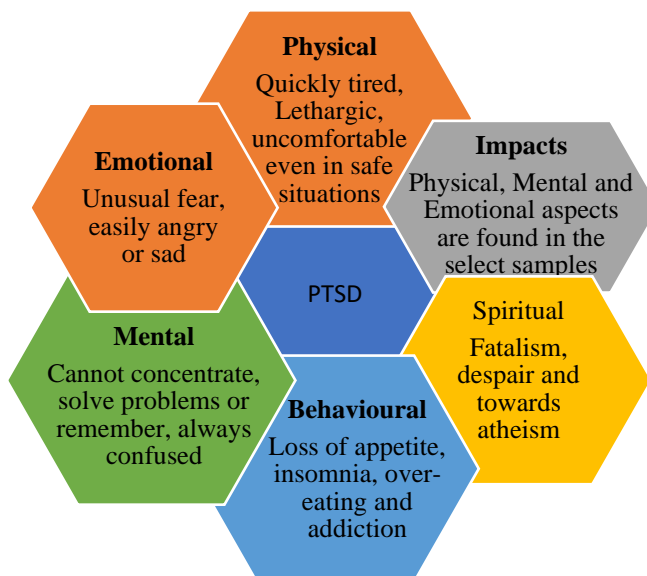 Physical
Quickly tired,
Lethargic,
uncomfortable
even in safe
situations
Impacts
Physical, Mental and
Emotional aspects
are found in the
select samples
Spiritual
Fatalism,
despair and
towards
atheism
Behavioural
Loss of appetite,
insomnia, over-
eating and
addiction
Mental
Cannot concentrate,
solve problems or
remember, always
confused
Emotional
Unusual fear,
easily angry
or sad
PTSD